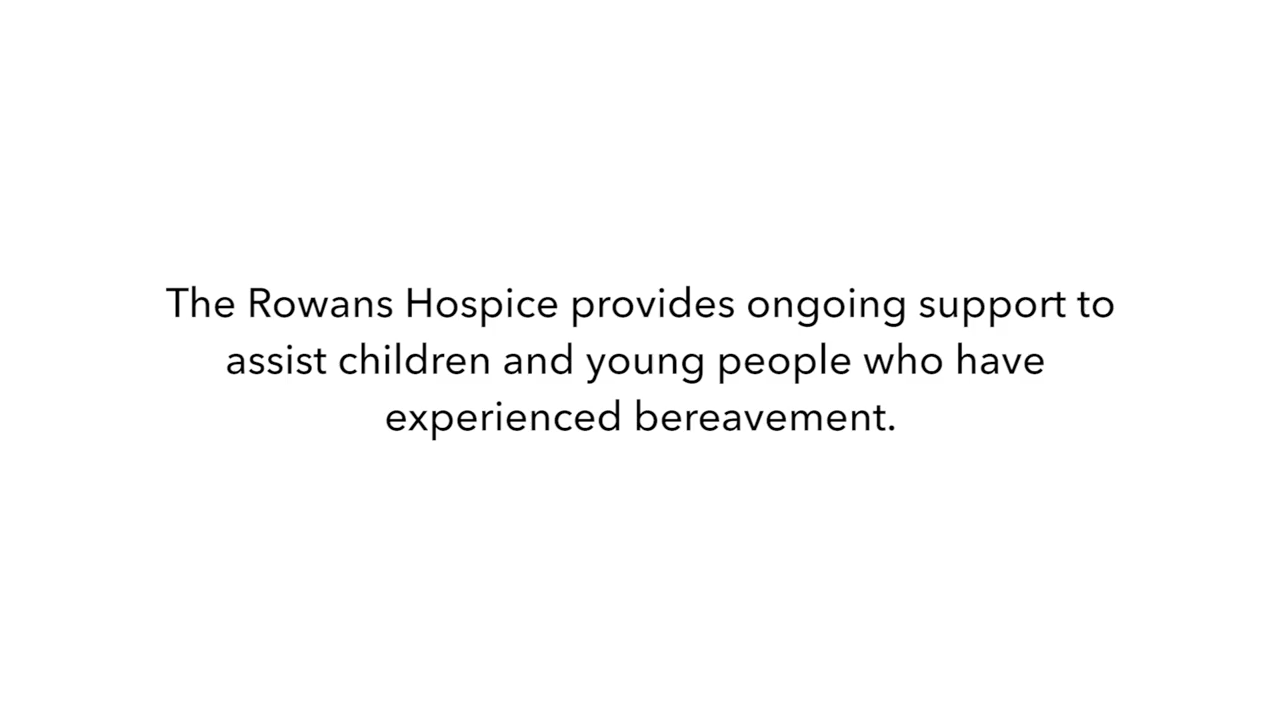 The Rowans Hospice provides ongoing support to
assist children and young people who have
experienced bereavement.